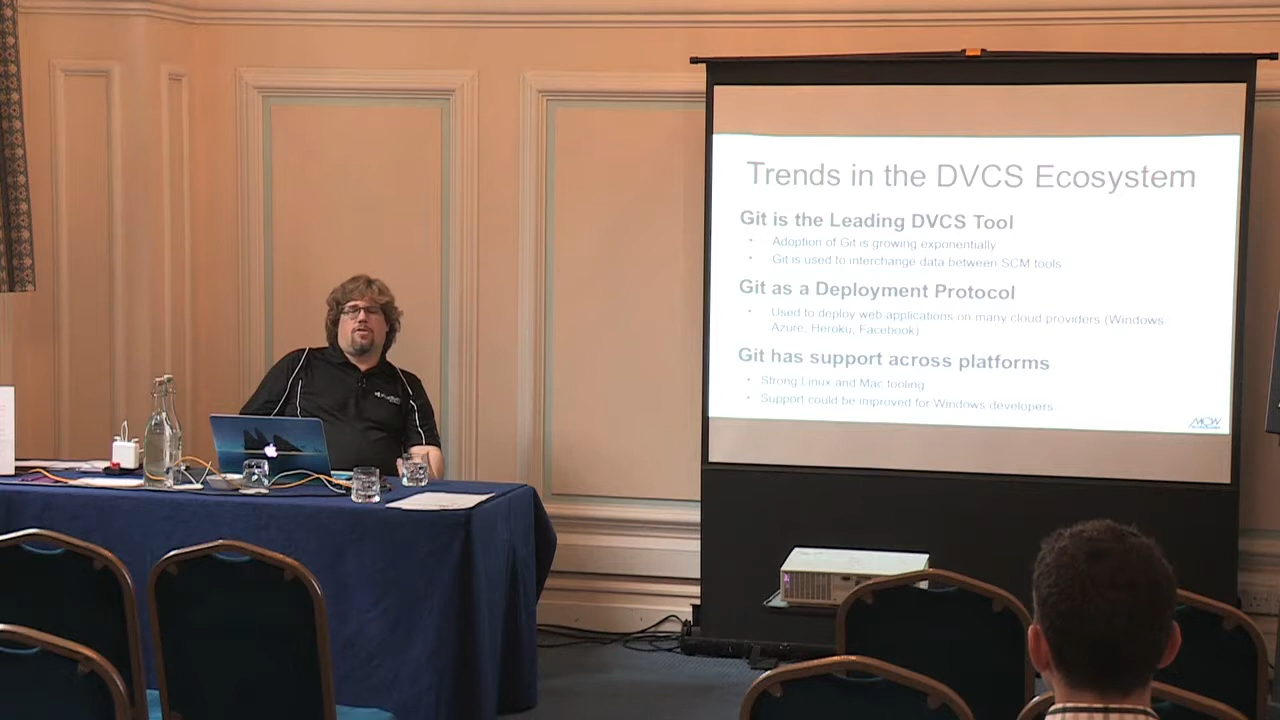 Trends in the DVCS Ecosystem
Git is the Leading DVCS Tool
• Adoption of Git is growing exponentially
• Git is used to interchange data between SCM tools
Git as a Deployment Protocol
• Used to deploy web applications on many cloud providers (Windows
Azure, Heroku, Facebook)
Git has support across platforms
• Strong Linux and Mac tooling
• Support could be improved for Windows developers